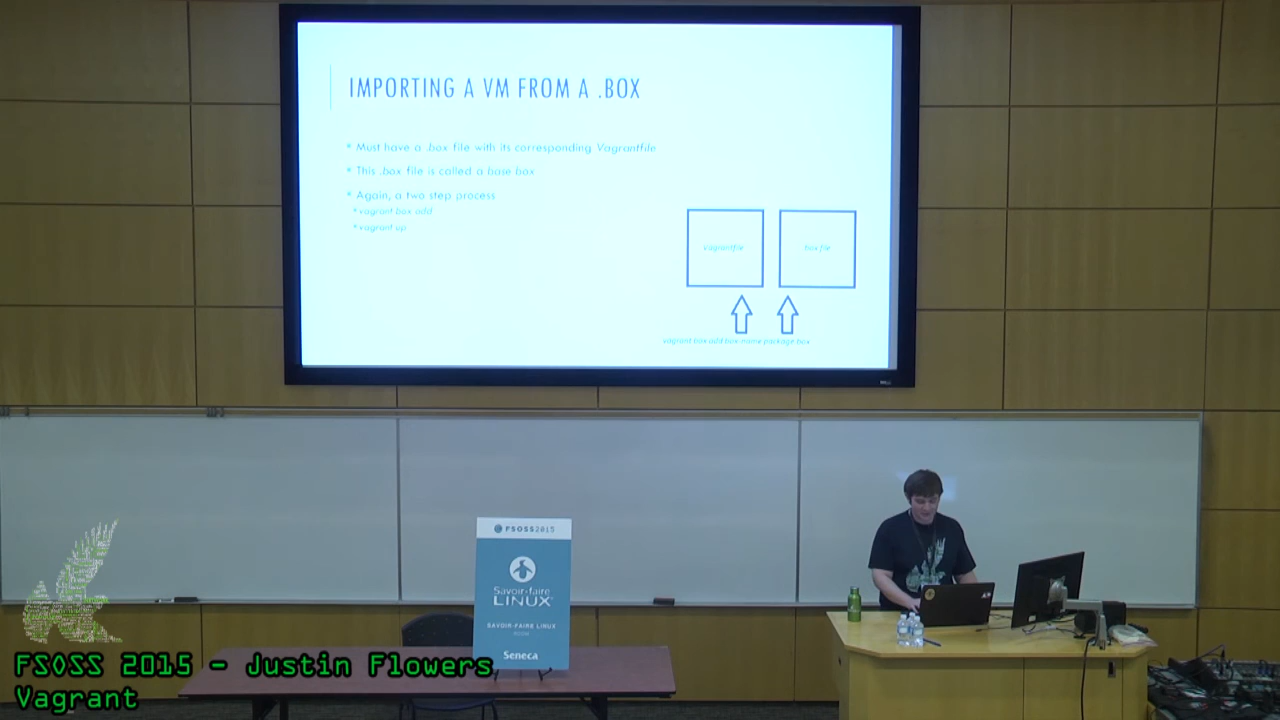 IMPORTING A VM FROM A .BOX
Must have a .box file with its corresponding Vagrantfile
This .box file is called a base box
Again, a two step process
vagrant box add
vagrant up
vagrantfile
box file
vagrant box add box-name package.box
FSOSS2015
Savoir-faire
LINUX
SAVOIR-FAIRE LINUX
Seneca
FSOSS 2015 - Justin Flowers
Vagrant